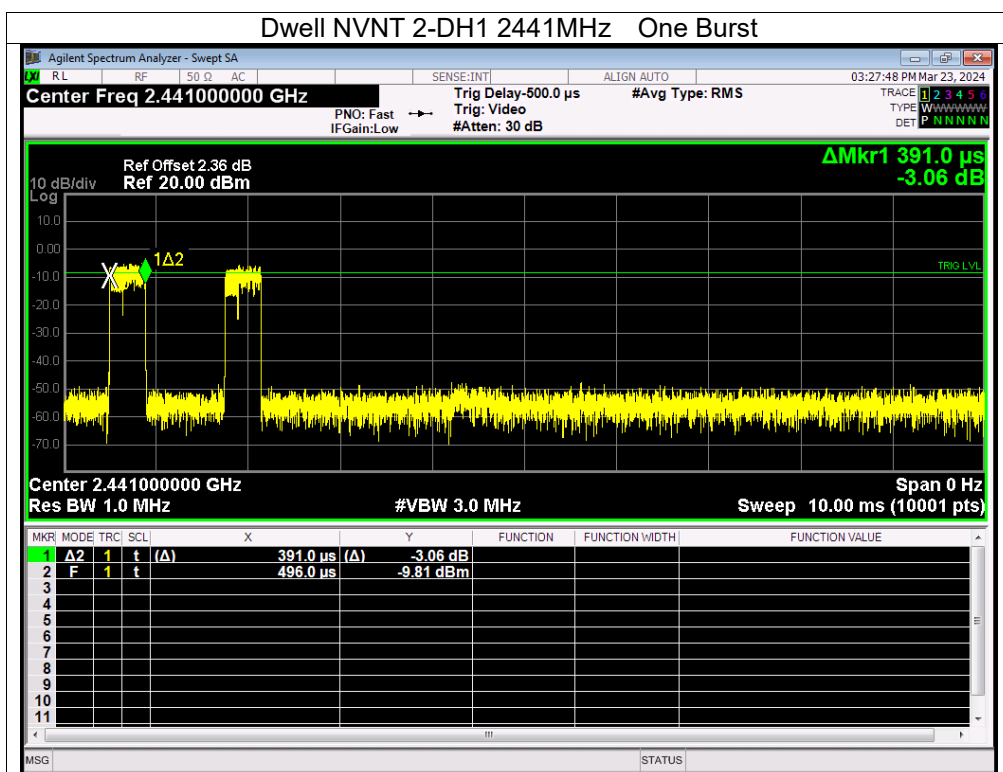 Dwell NVNT 2-DH1 2441MHz One Burst
Agilent Spectrum Analyzer - Swept SA
LXI RL RF 50 Ω AC SENSE:INT ALIGN AUTO 03:27:48 PM Mar 23, 2024
Center Freq 2.441000000 GHz Trig Delay-500.0 µs #Avg Type: RMS TRACE 1 2 3 4 5 6
PNO: Fast Trig: Video TYPE WWWWWW
IFGain:Low #Atten: 30 dB DET P N N N N N
ΔMkr1 391.0 µs
-3.06 dB
Ref Offset 2.36 dB
10 dB/div Ref 20.00 dBm
Log
10.0
0.00
1Δ2
TRIG LVL
-10.0
-20.0
-30.0
-40.0
-50.0
-60.0
-70.0
Center 2.441000000 GHz Span 0 Hz
Res BW 1.0 MHz #VBW 3.0 MHz Sweep 10.00 ms (10001 pts)
MKR MODE TRC SCL X Y FUNCTION FUNCTION WIDTH FUNCTION VALUE
1 Δ2 1 t (Δ) 391.0 µs (Δ) -3.06 dB
2 F 1 t 496.0 µs -9.81 dBm
3
4
5
6
7
8
9
10
11
MSG STATUS